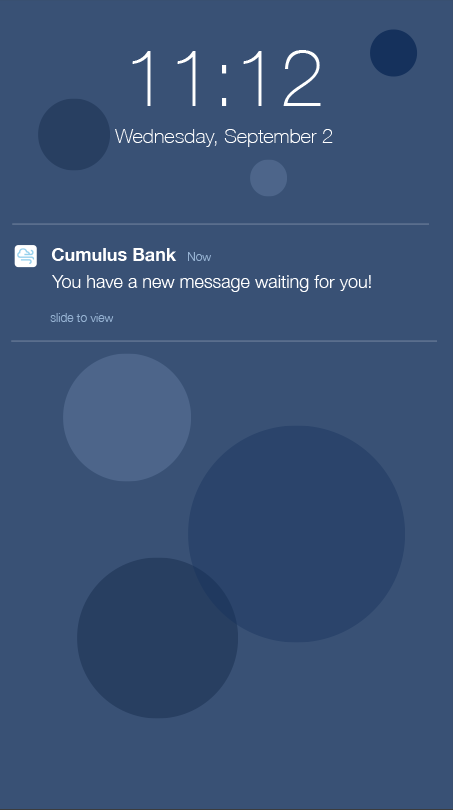 11:12
Wednesday, September 2
Cumulus Bank Now
You have a new message waiting for you!
slide to view